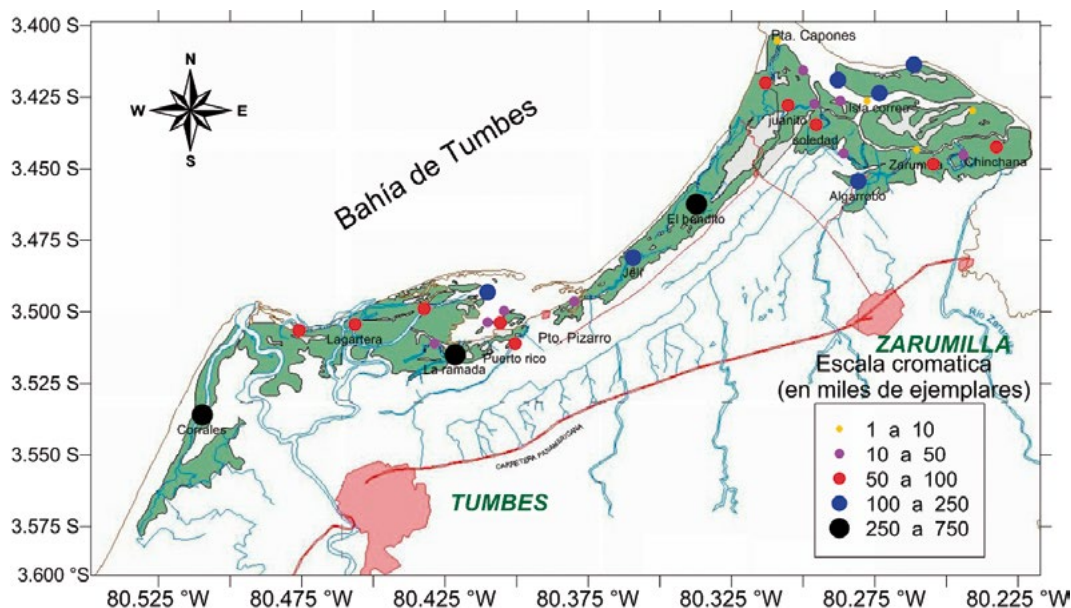 3.400 S
3.425 S
3.450 S
3.475 S
3.500 S
3.525 S
3.550 S
3.575 S
3.600 °S
N
W E
S
Bahía de Tumbes
Pta. Capones
Isla correa
juanito
soledad
Zarumilla
Chinchana
Algarrobo
El bendito
Jelí
Pto. Pizarro
Lagartera
La ramada
Puerto rico
Corrales
CARRETERA PANAMERICANA
TUMBES
ZARUMILLA
Escala cromatica
(en miles de ejemplares)
1 a 10
10 a 50
50 a 100
100 a 250
250 a 750
80.525 °W
80.475 °W
80.425 °W
80.375 °W
80.325 °W
80.275 °W
80.225 °W